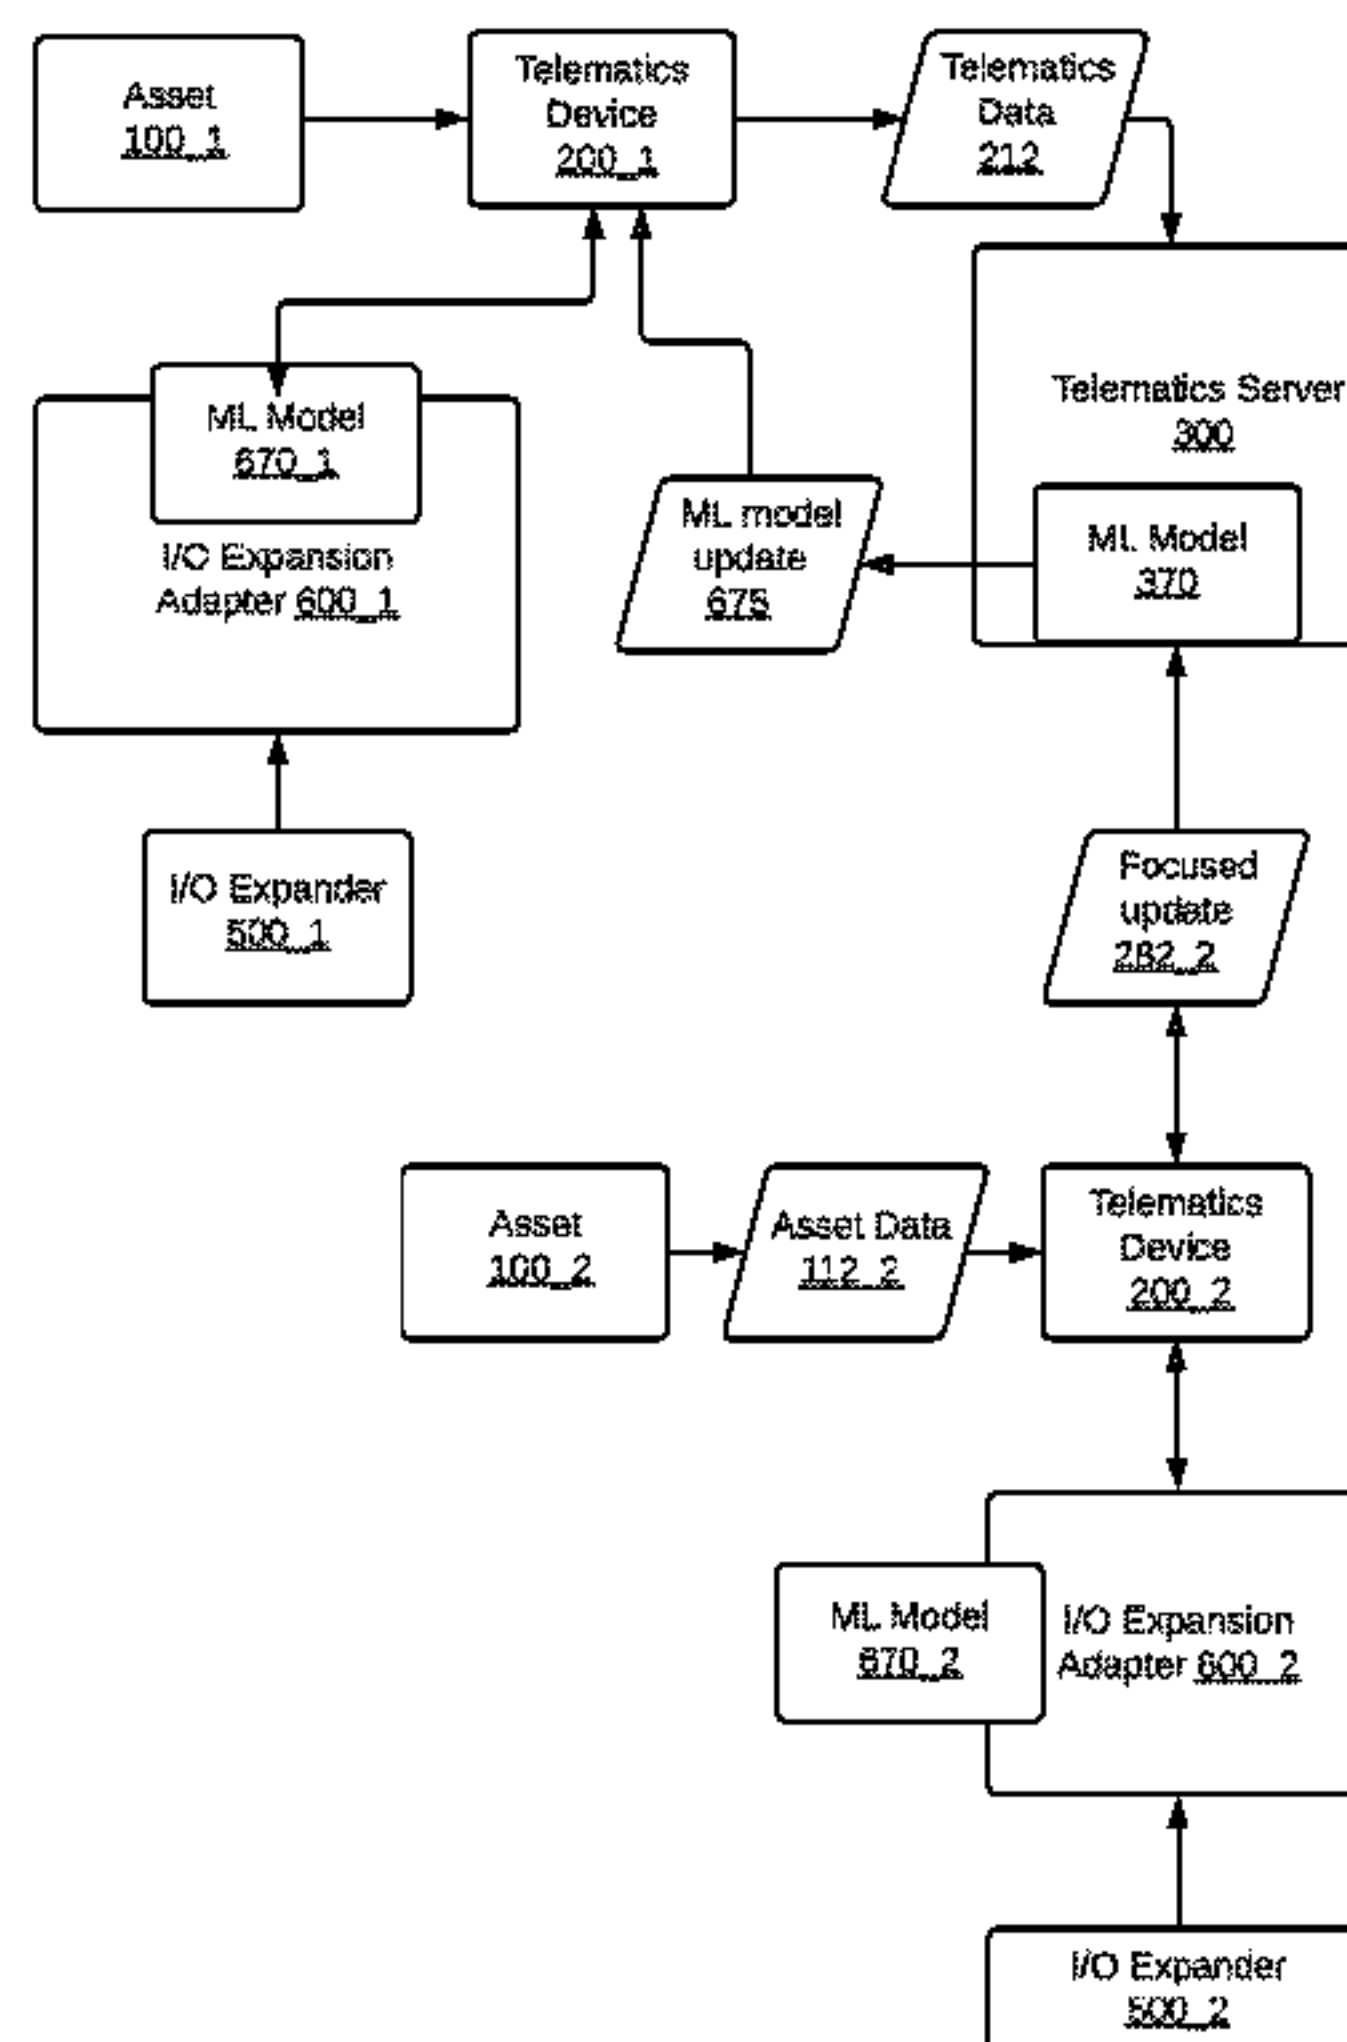 Asset
100_1
Telematics
Device
200_1
Telematics
Data
212
Telematics Server
300
ML Model
670_1
I/O Expansion
Adapter 600_1
ML model
update
675
ML Model
370
I/O Expander
500_1
Focused
update
282_2
Asset
100_2
Asset Data
112_2
Telematics
Device
200_2
ML Model
670_2
I/O Expansion
Adapter 600_2
I/O Expander
500_2